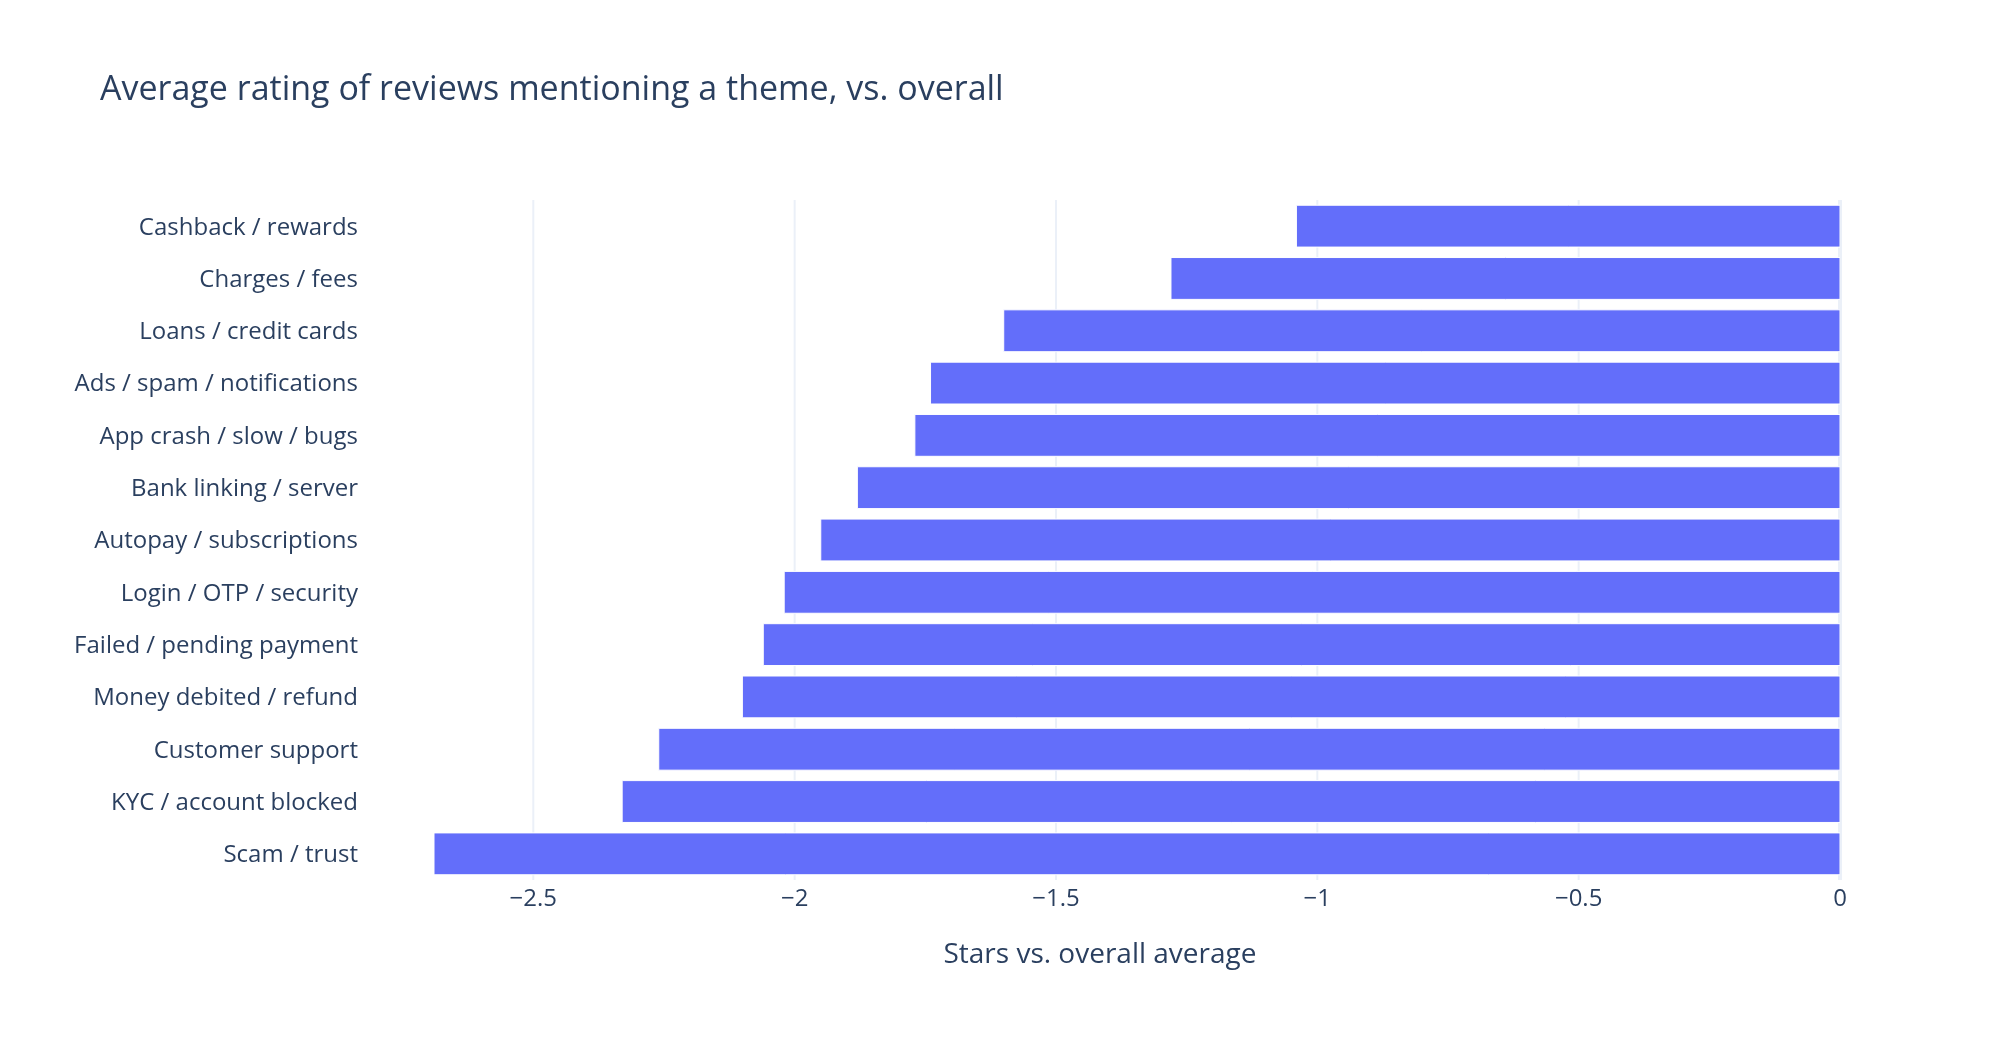 Average rating of reviews mentioning a theme, vs. overall
Cashback / rewards
Charges / fees
Loans / credit cards
Ads / spam / notifications
App crash / slow / bugs
Bank linking / server
Autopay / subscriptions
Login / OTP / security
Failed / pending payment
Money debited / refund
Customer support
KYC / account blocked
Scam / trust
−2.5 −2 −1.5 −1 −0.5 0
Stars vs. overall average